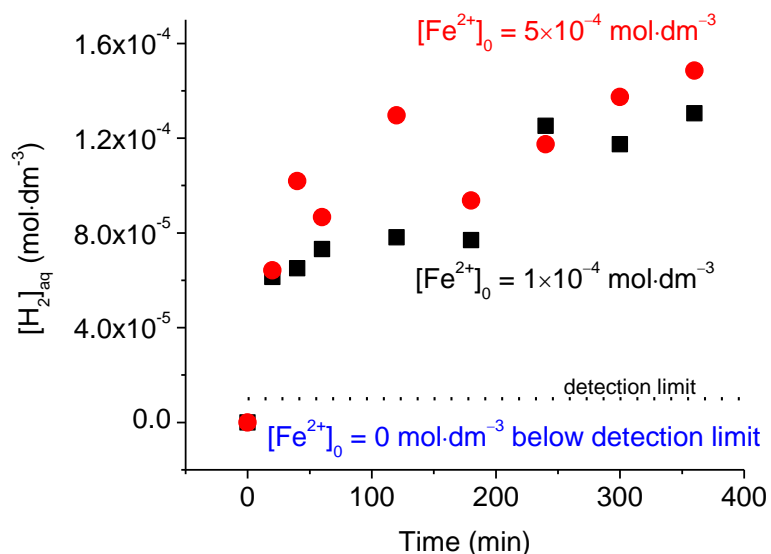 [Fe²⁺]₀ = 5×10⁻⁴ mol·dm⁻³
1.6x10⁻⁴
1.2x10⁻⁴
8.0x10⁻⁵
4.0x10⁻⁵
0.0
[H₂]aq (mol·dm⁻³)
[Fe²⁺]₀ = 1×10⁻⁴ mol·dm⁻³
detection limit
[Fe²⁺]₀ = 0 mol·dm⁻³ below detection limit
0 100 200 300 400
Time (min)